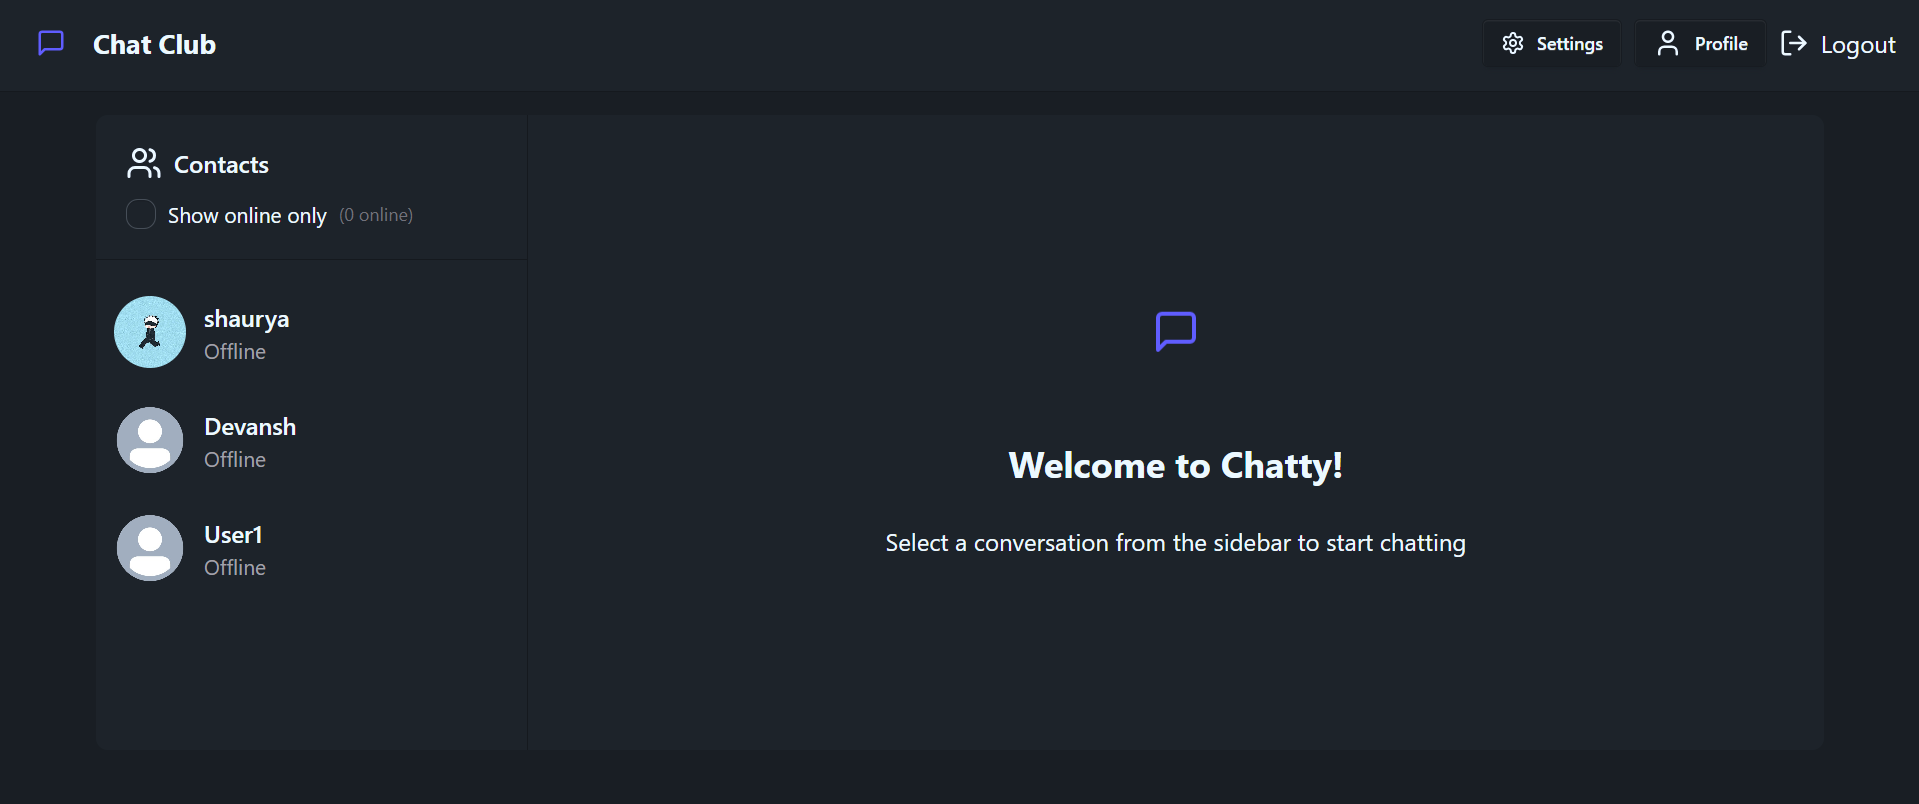 Chat Club
Settings
Profile
Logout
Contacts
Show online only (0 online)
shaurya
Offline
Devansh
Offline
User1
Offline
Welcome to Chatty!
Select a conversation from the sidebar to start chatting